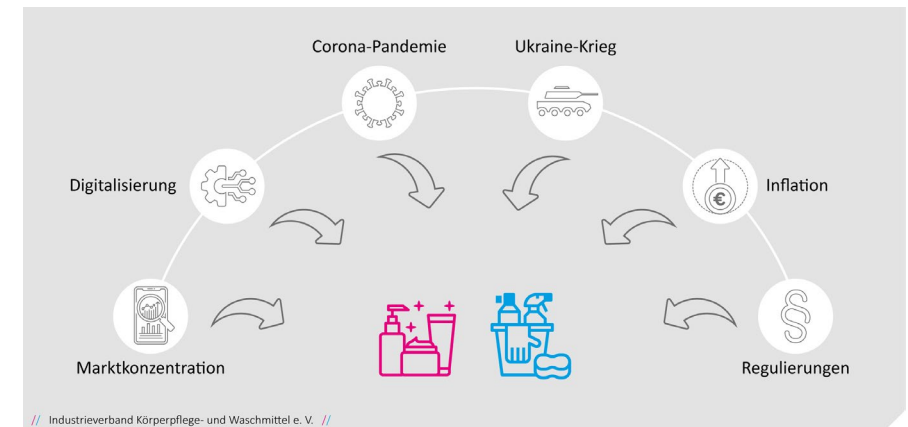 Corona-Pandemie
Ukraine-Krieg
Digitalisierung
Inflation
€
Marktkonzentration
§
Regulierungen
// Industrieverband Körperpflege- und Waschmittel e. V. //